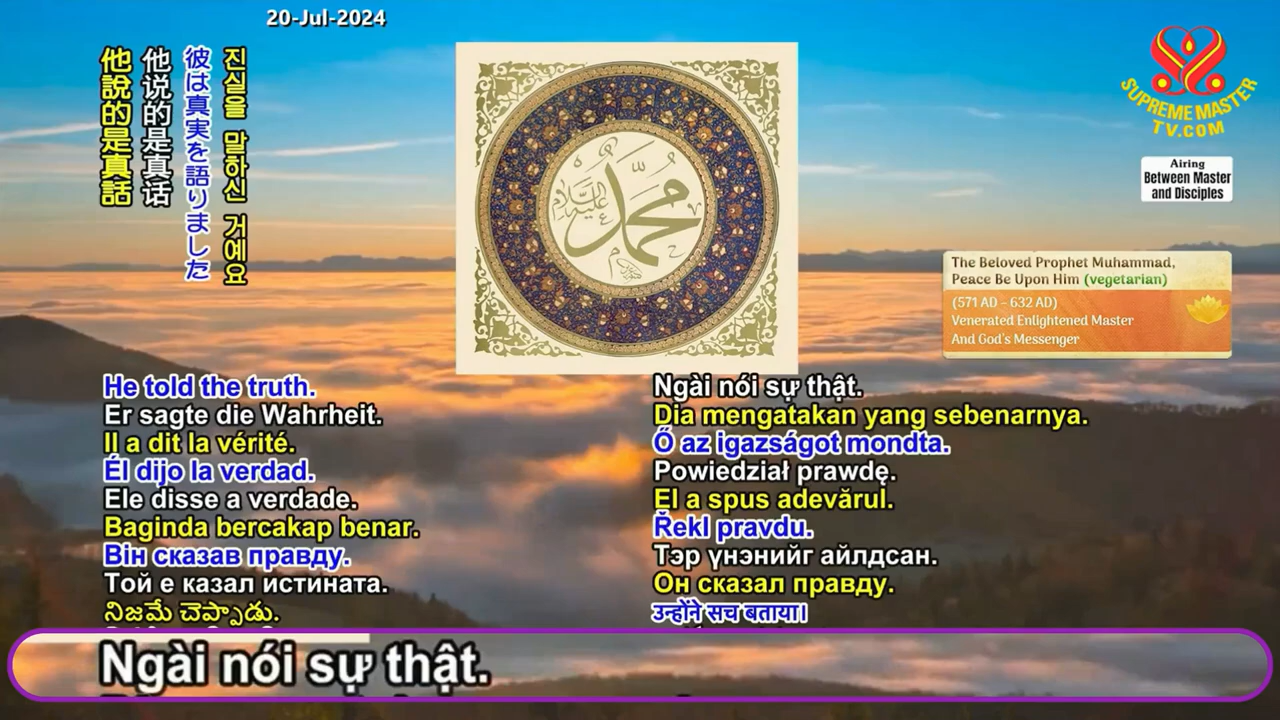 20-Jul-2024
진실을 말하신 거예요
彼は真実を語りました
他说的是真话
他說的是真話
محمد
عليه السلام
SUPREME MASTER
TV.COM
Airing
Between Master
and Disciples
The Beloved Prophet Muhammad,
Peace Be Upon Him (vegetarian)
(571 AD - 632 AD)
Venerated Enlightened Master
And God's Messenger
He told the truth.
Er sagte die Wahrheit.
Il a dit la vérité.
Él dijo la verdad.
Ele disse a verdade.
Baginda bercakap benar.
Він сказав правду.
Той е казал истината.
నిజమే చెప్పాడు.
Ngài nói sự thật.
Dia mengatakan yang sebenarnya.
Ő az igazságot mondta.
Powiedział prawdę.
El a spus adevărul.
Řekl pravdu.
Тэр үнэнийг айлдсан.
Он сказал правду.
उन्होंने सच बताया।
Ngài nói sự thật.